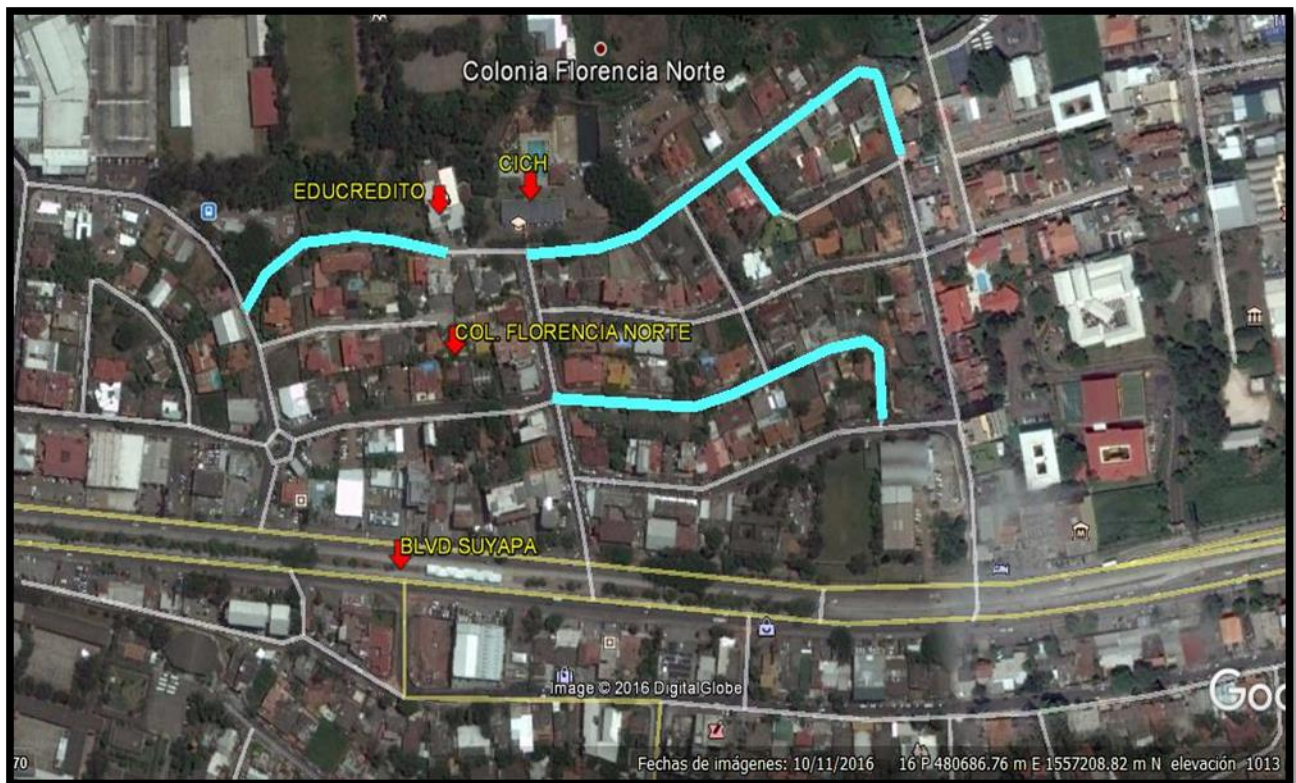 Colonia Florencia Norte
CICH
EDUCREDITO
COL. FLORENCIA NORTE
BLVD SUYAPA
Image © 2016 DigitalGlobe
Goo
70
Fechas de imágenes: 10/11/2016 16 P 480686.76 m E 1557208.82 m N elevación 1013